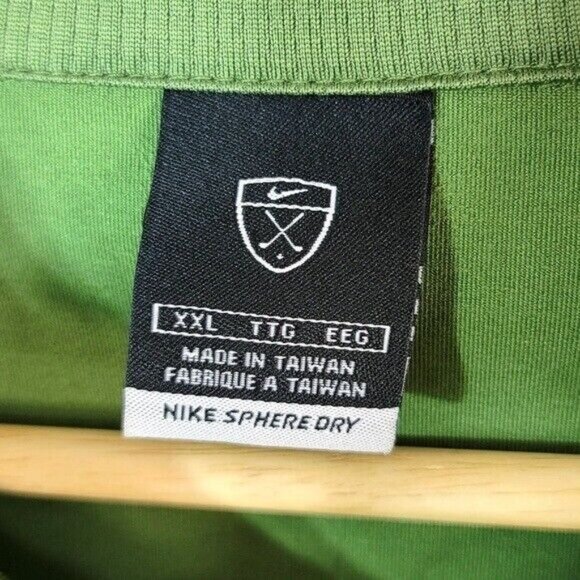 XXL TTG EEG
MADE IN TAIWAN
FABRIQUE A TAIWAN
NIKE SPHERE DRY